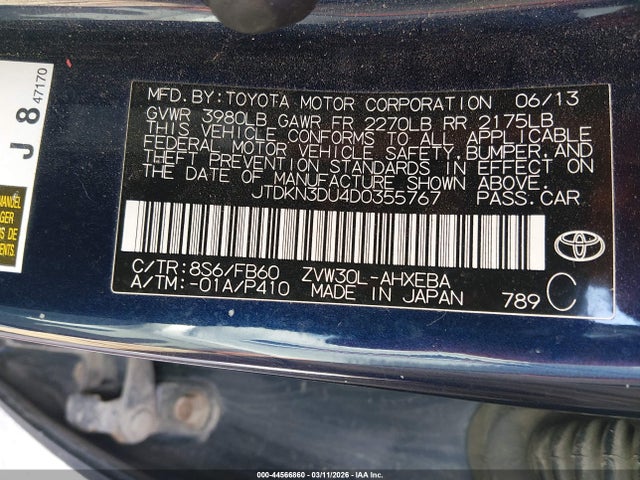 J 8 47170
AGER
S DE
MFD. BY: TOYOTA MOTOR CORPORATION 06/13
GVWR 3980LB GAWR FR 2270LB RR 2175LB
THIS VEHICLE CONFORMS TO ALL APPLICABLE
FEDERAL MOTOR VEHICLE SAFETY, BUMPER, AND
THEFT PREVENTION STANDARDS IN EFFECT ON
THE DATE OF MANUFACTURE SHOWN ABOVE.
JTDKN3DU4D0355767 PASS. CAR
C/TR: 8S6/FB60 ZVW30L-AHXEBA
A/TM: -01A/P410 MADE IN JAPAN 789 C
TOYOTA
000-44566860 - 03/11/2026 - IAA Inc.